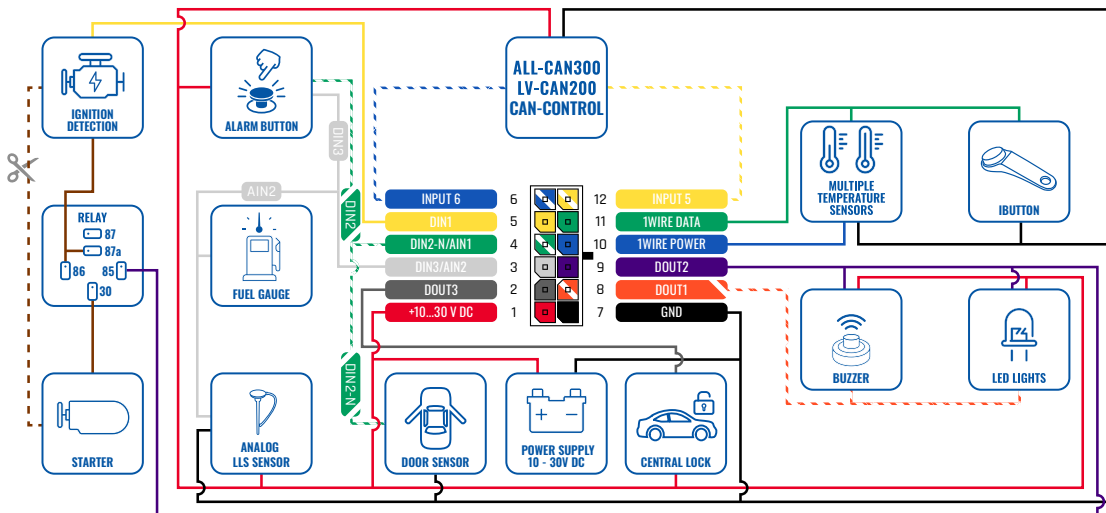 ALL-CAN300
LV-CAN200
CAN-CONTROL
IGNITION
DETECTION
ALARM BUTTON
DIN3
MULTIPLE
TEMPERATURE
SENSORS
IBUTTON
AIN2
DIN2
INPUT 6
6
12
INPUT 5
DIN1
5
11
1WIRE DATA
DIN2-N/AIN1
4
10
1WIRE POWER
DIN3/AIN2
3
9
DOUT2
DOUT3
2
8
DOUT1
+10...30 V DC
1
7
GND
RELAY
87
87a
86
85
30
FUEL GAUGE
DIN2-N
BUZZER
LED LIGHTS
STARTER
ANALOG
LLS SENSOR
DOOR SENSOR
POWER SUPPLY
10 - 30V DC
CENTRAL LOCK